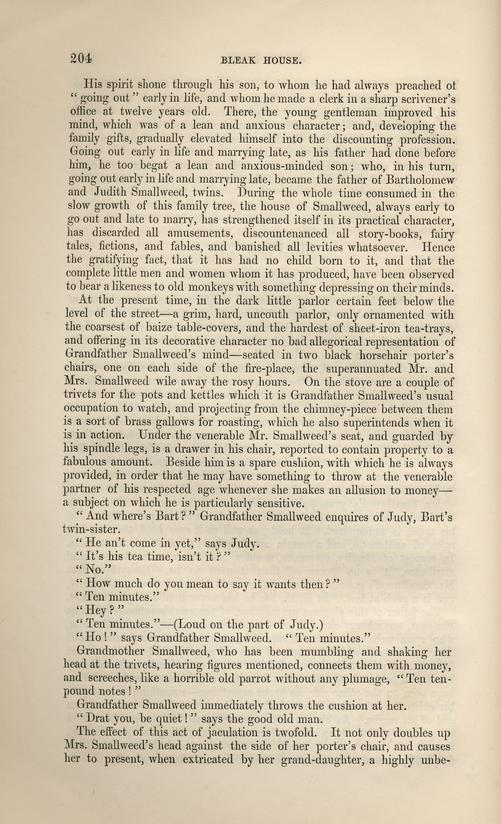 204
BLEAK HOUSE.
His spirit shone through his son, to whom he had always preached of
“ going out ” early in life, and whom he made a clerk in a sharp scrivener's
office at twelve years old. There, the young gentleman improved his
mind, which was of a lean and anxious character ; and, developing the
family gifts, gradually elevated himself into the discounting profession.
Going out early in life and marrying late, as his father had done before
him, he too begat a lean and anxious-minded son ; who, in his turn,
going out early in life and marrying late, became the father of Bartholomew
and Judith Smallweed, twins. During the whole time consumed in the
slow growth of this family tree, the house of Smallweed, always early to
go out and late to marry, has strengthened itself in its practical character,
has discarded all amusements, discountenanced all story-books, fairy
tales, fictions, and fables, and banished all levities whatsoever. Hence
the gratifying fact, that it has had no child born to it, and that the
complete little men and women whom it has produced, have been observed
to bear a likeness to old monkeys with something depressing on their minds.
At the present time, in the dark little parlor certain feet below the
level of the street—a grim, hard, uncouth parlor, only ornamented with
the coarsest of baize table-covers, and the hardest of sheet-iron tea-trays,
and offering in its decorative character no bad allegorical representation of
Grandfather Smallweed's mind—seated in two black horsehair porter's
chairs, one on each side of the fire-place, the superannuated Mr. and
Mrs. Smallweed wile away the rosy hours. On the stove are a couple of
trivets for the pots and kettles which it is Grandfather Smallweed's usual
occupation to watch, and projecting from the chimney-piece between them
is a sort of brass gallows for roasting, which he also superintends when it
is in action. Under the venerable Mr. Smallweed's seat, and guarded by
his spindle legs, is a drawer in his chair, reported to contain property to a
fabulous amount. Beside him is a spare cushion, with which he is always
provided, in order that he may have something to throw at the venerable
partner of his respected age whenever she makes an allusion to money—
a subject on which he is particularly sensitive.
“ And where's Bart ? ” Grandfather Smallweed enquires of Judy, Bart's
twin-sister.
“ He an't come in yet,” says Judy.
“ It's his tea time, isn't it ? ”
“ No.”
“ How much do you mean to say it wants then ? ”
“ Ten minutes.”
“ Hey ? ”
“ Ten minutes.”—(Loud on the part of Judy.)
“ Ho ! ” says Grandfather Smallweed. “ Ten minutes.”
Grandmother Smallweed, who has been mumbling and shaking her
head at the trivets, hearing figures mentioned, connects them with money,
and screeches, like a horrible old parrot without any plumage, “ Ten ten-
pound notes ! ”
Grandfather Smallweed immediately throws the cushion at her.
“ Drat you, be quiet ! ” says the good old man.
The effect of this act of jaculation is twofold. It not only doubles up
Mrs. Smallweed's head against the side of her porter's chair, and causes
her to present, when extricated by her grand-daughter, a highly unbe-